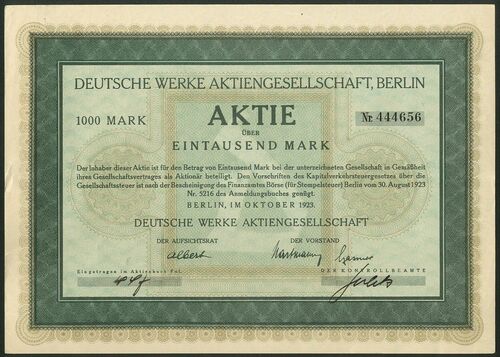 DEUTSCHE WERKE AKTIENGESELLSCHAFT, BERLIN
1000 MARK
AKTIE
Nr. 444656
ÜBER
EINTAUSEND MARK
Der Inhaber dieser Aktie ist für den Betrag von Eintausend Mark bei der unterzeichneten Gesellschaft in Gemäßheit
ihres Gesellschaftsvertrages als Aktionär beteiligt. Den Vorschriften des Kapitalverkehrsteuergesetzes über die
Gesellschaftssteuer ist nach der Bescheinigung des Finanzamtes Börse (für Stempelsteuer) Berlin vom 30. August 1923
Nr. 5216 des Anmeldungsbuches genügt.
BERLIN, IM OKTOBER 1923.
DEUTSCHE WERKE AKTIENGESELLSCHAFT
DER AUFSICHTSRAT
DER VORSTAND
Albert
Hartmann
Eingetragen im Aktienbuch Fol.
DER KONTROLLBEAMTE